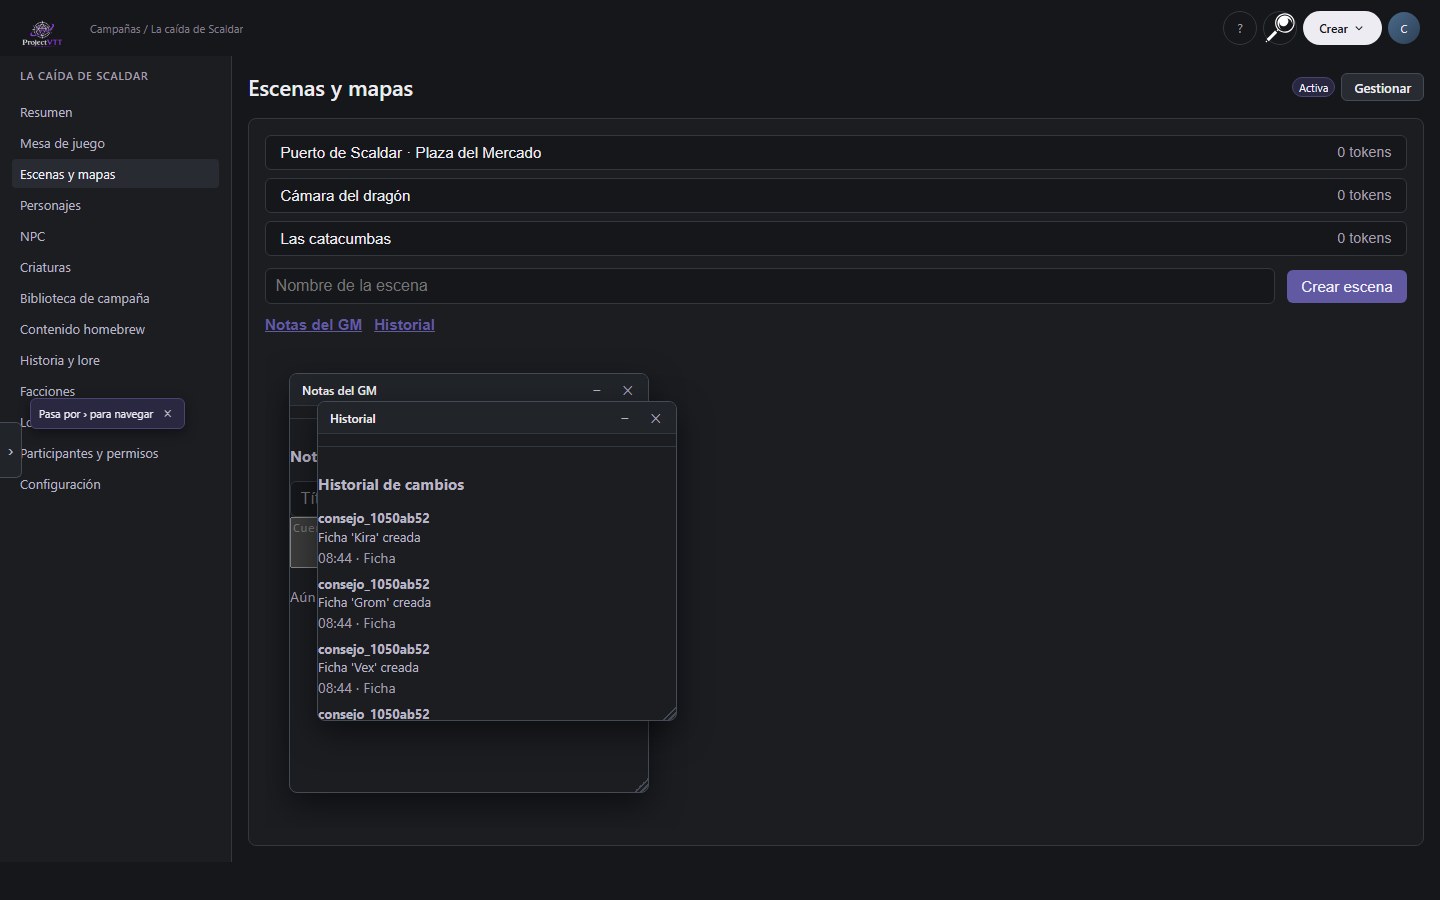 ProjectVTT
Campañas / La caída de Scaldar
?
Crear
C
LA CAÍDA DE SCALDAR
Resumen
Mesa de juego
Escenas y mapas
Personajes
NPC
Criaturas
Biblioteca de campaña
Contenido homebrew
Historia y lore
Facciones
Pasa por › para navegar ×
Lo
›
Participantes y permisos
Configuración
Escenas y mapas
Activa
Gestionar
Puerto de Scaldar · Plaza del Mercado 0 tokens
Cámara del dragón 0 tokens
Las catacumbas 0 tokens
Nombre de la escena
Crear escena
Notas del GM Historial
Notas del GM
Not
Tí
Cue
Aún
Historial
Historial de cambios
consejo_1050ab52
Ficha 'Kira' creada
08:44 · Ficha
consejo_1050ab52
Ficha 'Grom' creada
08:44 · Ficha
consejo_1050ab52
Ficha 'Vex' creada
08:44 · Ficha
consejo_1050ab52